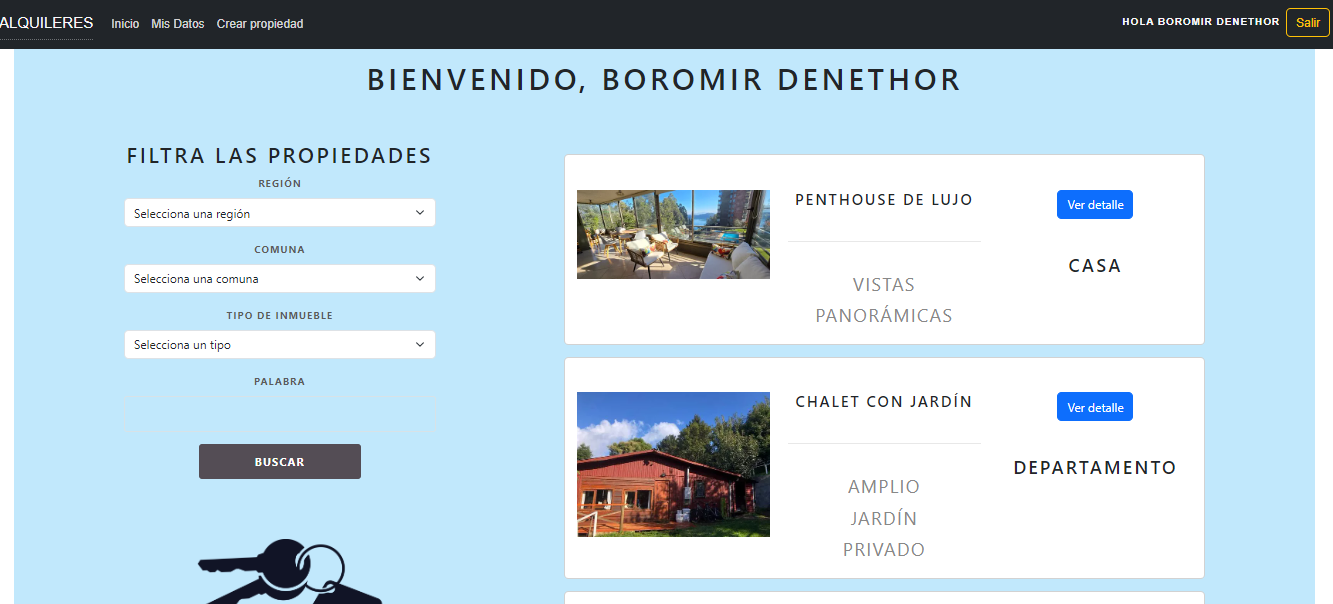 ALQUILERES Inicio Mis Datos Crear propiedad HOLA BOROMIR DENETHOR Salir
BIENVENIDO, BOROMIR DENETHOR
FILTRA LAS PROPIEDADES
REGIÓN
Selecciona una región
COMUNA
Selecciona una comuna
TIPO DE INMUEBLE
Selecciona un tipo
PALABRA
BUSCAR
PENTHOUSE DE LUJO
VISTAS
PANORÁMICAS
Ver detalle
CASA
CHALET CON JARDÍN
AMPLIO
JARDÍN
PRIVADO
Ver detalle
DEPARTAMENTO